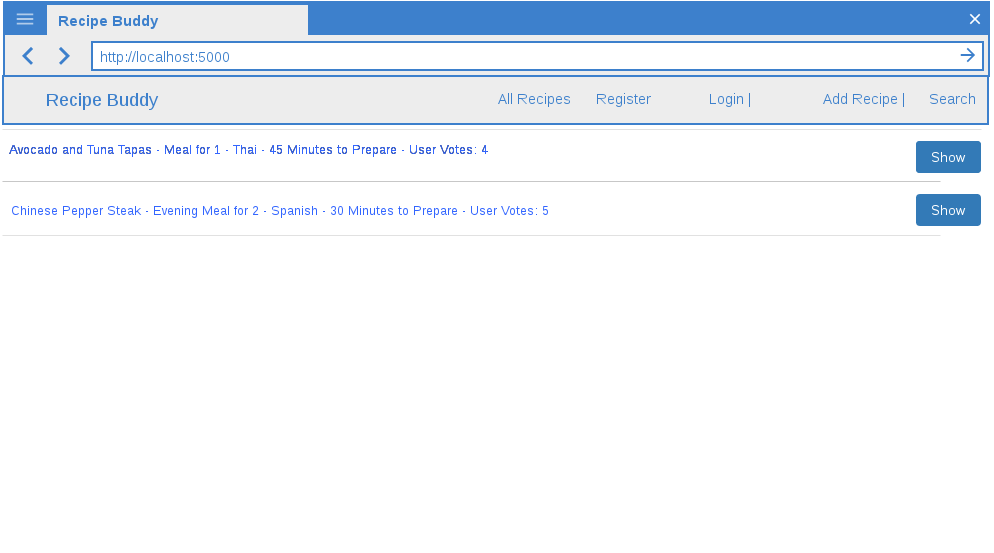 Recipe Buddy
http://localhost:5000
Recipe Buddy All Recipes Register Login | Add Recipe | Search
Avocado and Tuna Tapas - Meal for 1 - Thai - 45 Minutes to Prepare - User Votes: 4 Show
Chinese Pepper Steak - Evening Meal for 2 - Spanish - 30 Minutes to Prepare - User Votes: 5 Show